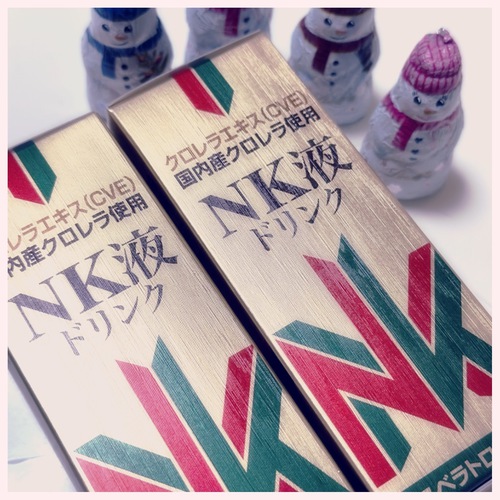 クロレラエキス(CVE)
国内産クロレラ使用
NK液
ドリンク
NK
ペラトロ
レラエキス(CVE)
内産クロレラ使用
NK液
ドリンク